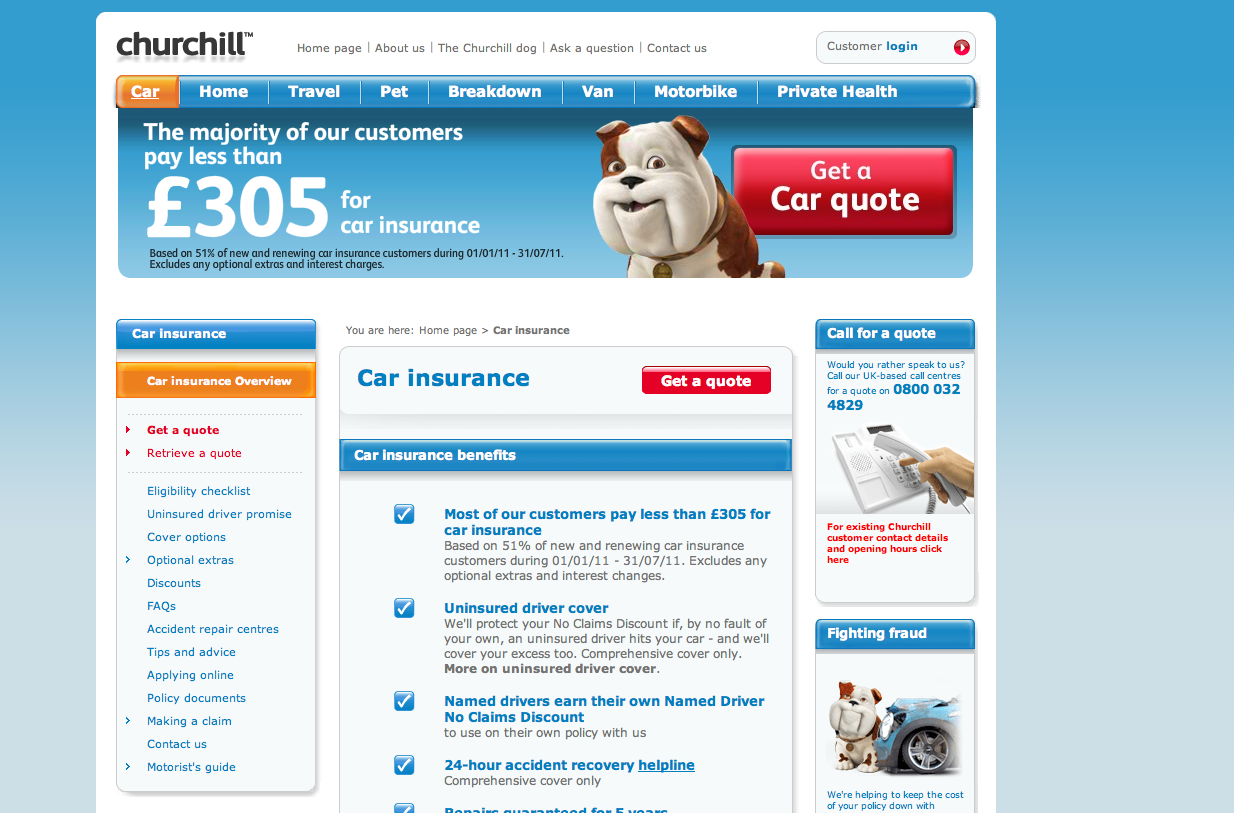 churchill™
Home page | About us | The Churchill dog | Ask a question | Contact us
Customer login
Car
Home
Travel
Pet
Breakdown
Van
Motorbike
Private Health
The majority of our customers
pay less than
£305 for
car insurance
Based on 51% of new and renewing car insurance customers during 01/01/11 - 31/07/11.
Excludes any optional extras and interest charges.
Get a
Car quote
Car insurance
Car insurance Overview
Get a quote
Retrieve a quote
Eligibility checklist
Uninsured driver promise
Cover options
Optional extras
Discounts
FAQs
Accident repair centres
Tips and advice
Applying online
Policy documents
Making a claim
Contact us
Motorist's guide
You are here: Home page > Car insurance
Car insurance
Get a quote
Car insurance benefits
Most of our customers pay less than £305 for
car insurance
Based on 51% of new and renewing car insurance
customers during 01/01/11 - 31/07/11. Excludes any
optional extras and interest changes.
Uninsured driver cover
We'll protect your No Claims Discount if, by no fault of
your own, an uninsured driver hits your car - and we'll
cover your excess too. Comprehensive cover only.
More on uninsured driver cover.
Named drivers earn their own Named Driver
No Claims Discount
to use on their own policy with us
24-hour accident recovery helpline
Comprehensive cover only
Repairs guaranteed for 5 years
Call for a quote
Would you rather speak to us?
Call our UK-based call centres
for a quote on 0800 032
4829
For existing Churchill
customer contact details
and opening hours click
here
Fighting fraud
We're helping to keep the cost
of your policy down with